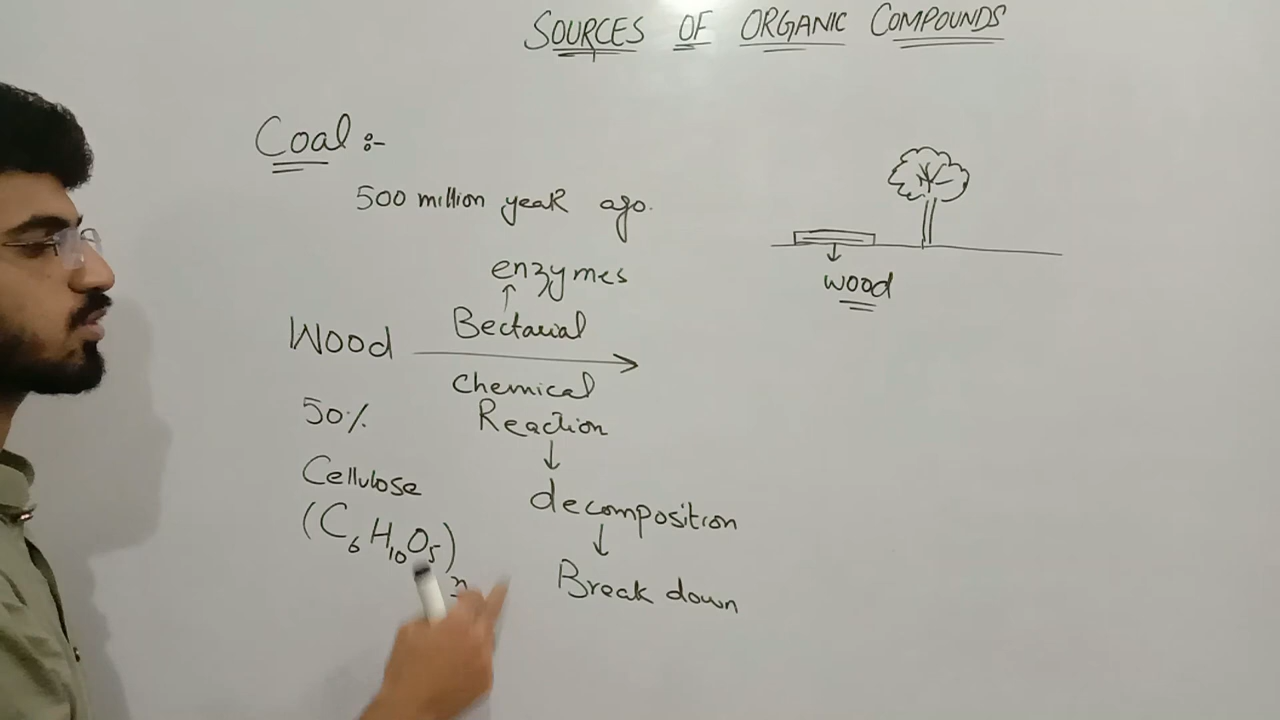 SOURCES OF ORGANIC COMPOUNDS
Coal :-
500 million year ago.
wood
enzymes
↑
Bectarial
Wood →
Chemical
Reaction
50%
↓
Cellulose
decomposition
(C6H10O5)n
↓
Break down